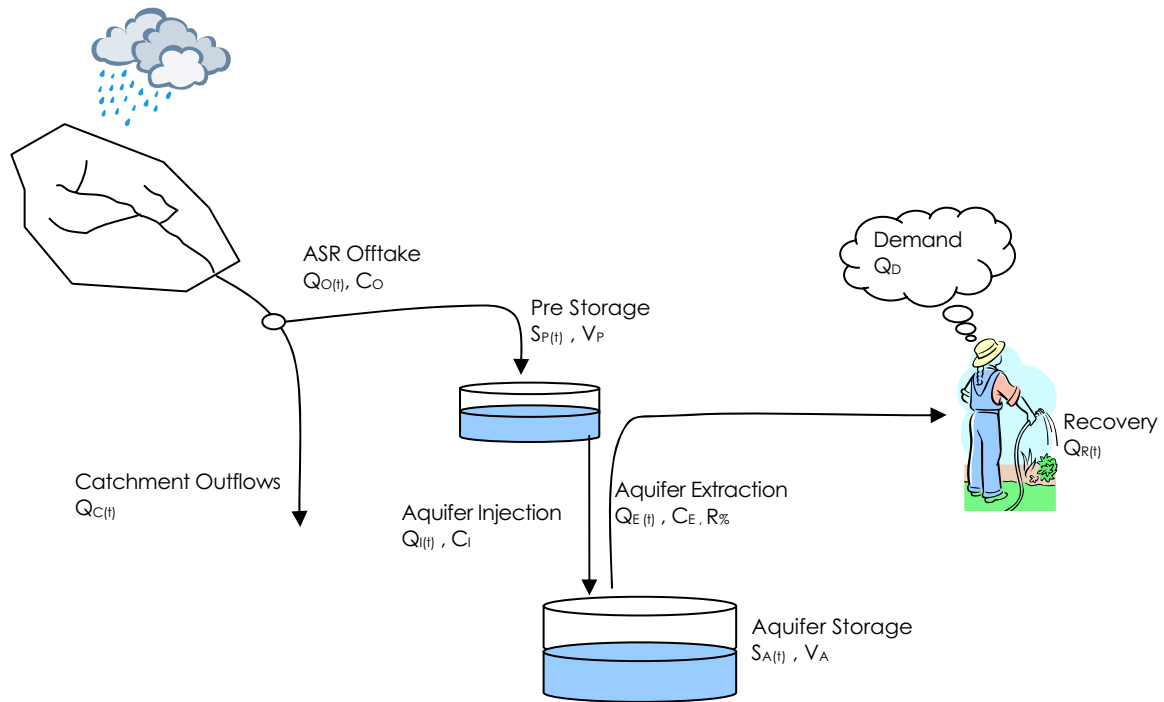 ASR Offtake
QO(t), CO
Pre Storage
SP(t) , VP
Demand
QD
Recovery
QR(t)
Catchment Outflows
QC(t)
Aquifer Injection
QI(t) , CI
Aquifer Extraction
QE (t) , CE , R%
Aquifer Storage
SA(t) , VA